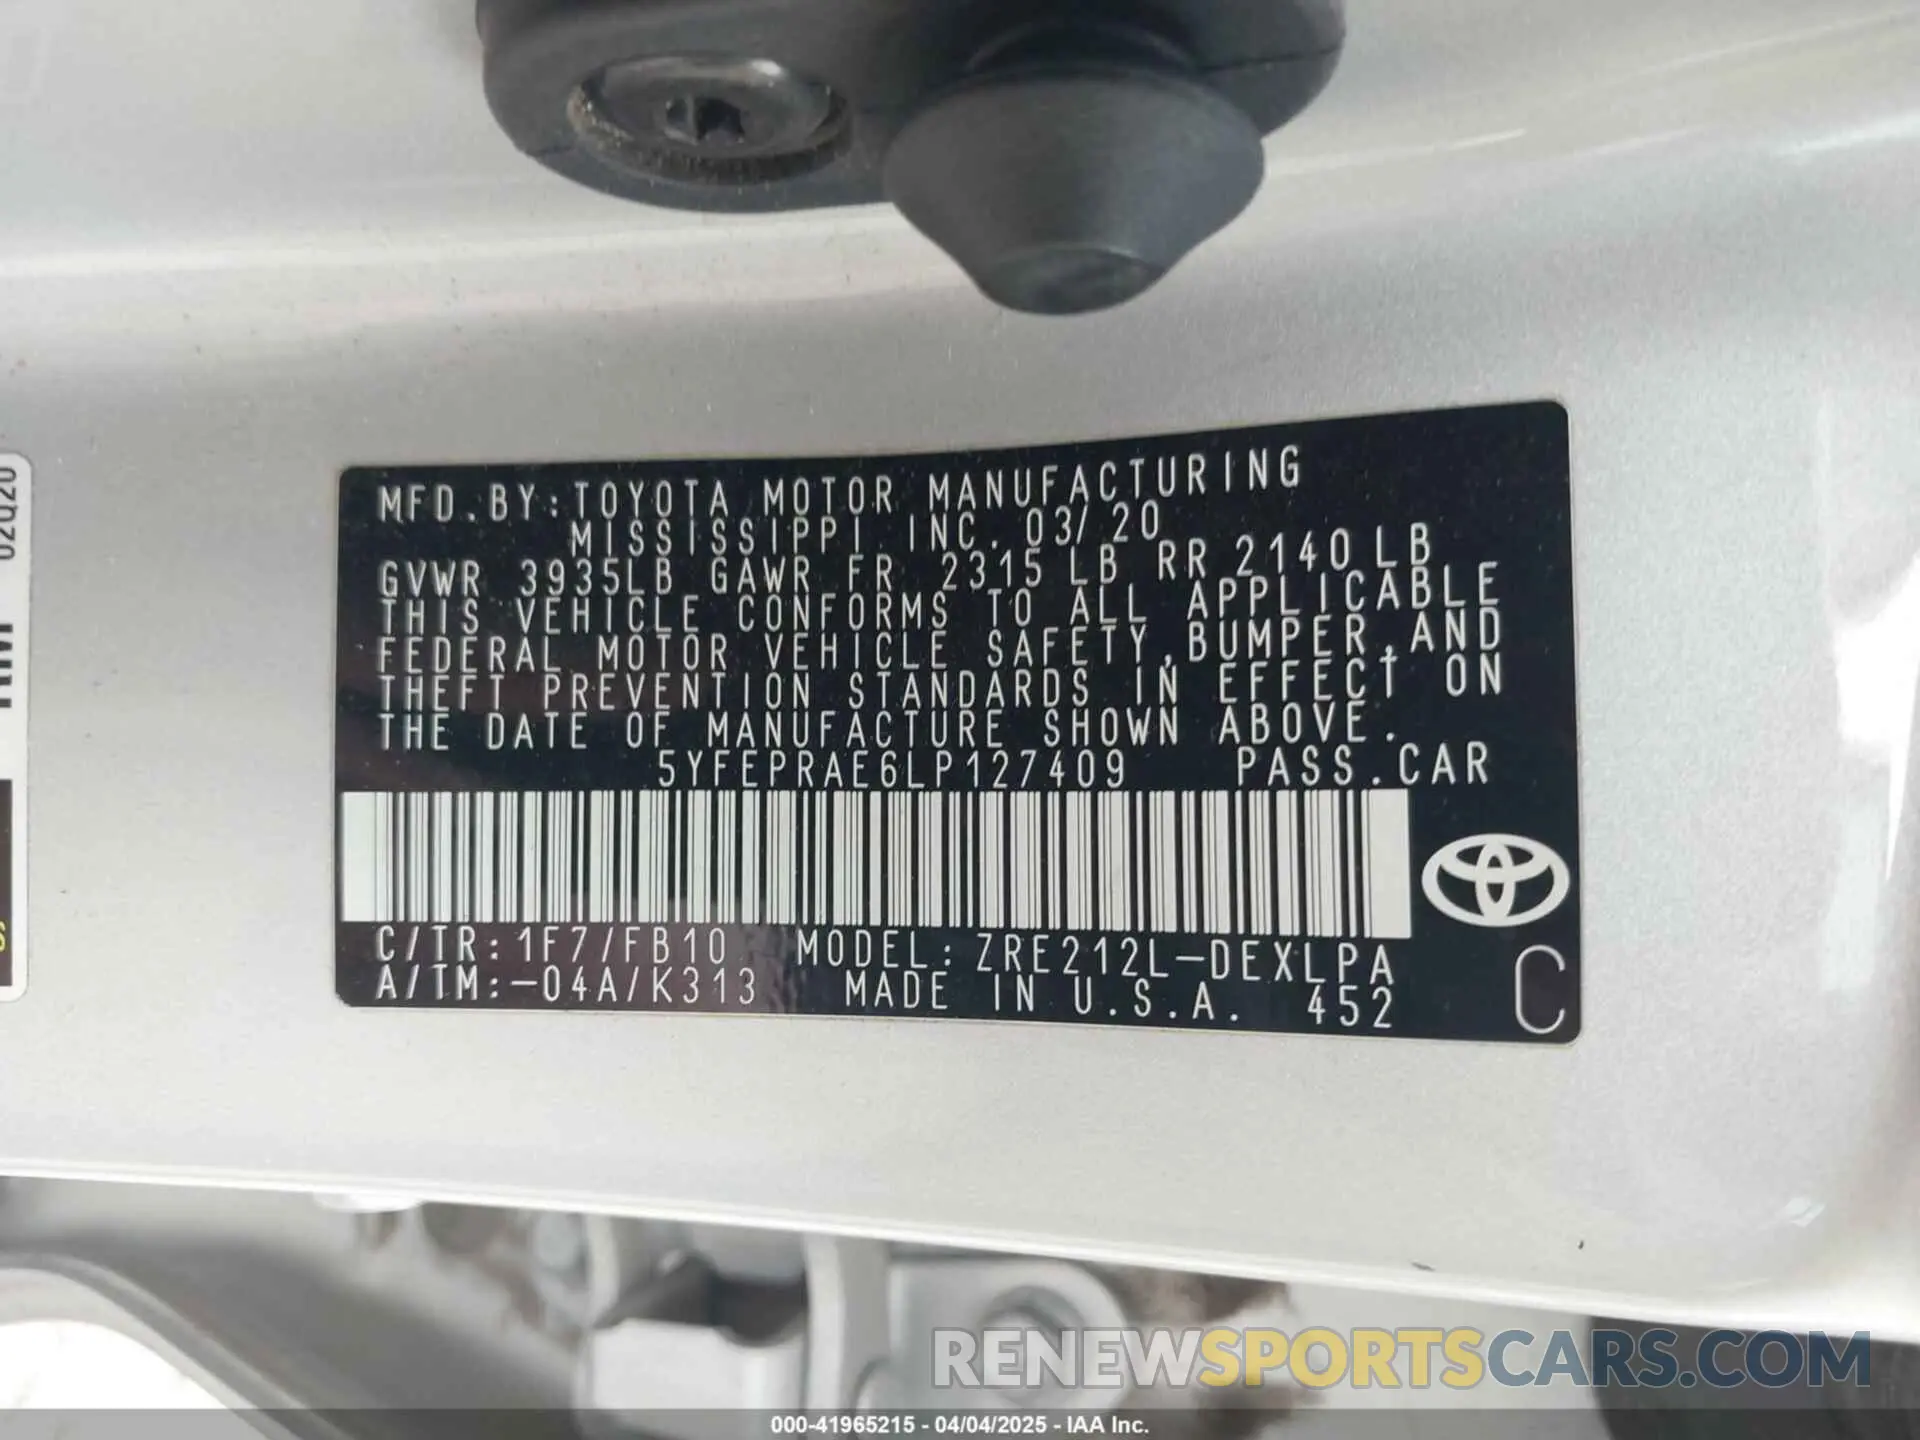 MFD.BY:TOYOTA MOTOR MANUFACTURING
MISSISSIPPI, INC. 03/20
GVWR 3935LB GAWR FR 2315 LB RR 2140LB
THIS VEHICLE CONFORMS TO ALL APPLICABLE
FEDERAL MOTOR VEHICLE SAFETY,BUMPER,AND
THEFT PREVENTION STANDARDS IN EFFECT ON
THE DATE OF MANUFACTURE SHOWN ABOVE.
5YFEPRAE6LP127409 PASS.CAR
C/TR:1F7/FB10 MODEL:ZRE212L-DEXLPA
A/TM:-04A/K313 MADE IN U.S.A. 452
C
02Q20
RENEWSPORTSCARS.COM
000-41965215 - 04/04/2025 - IAA Inc.